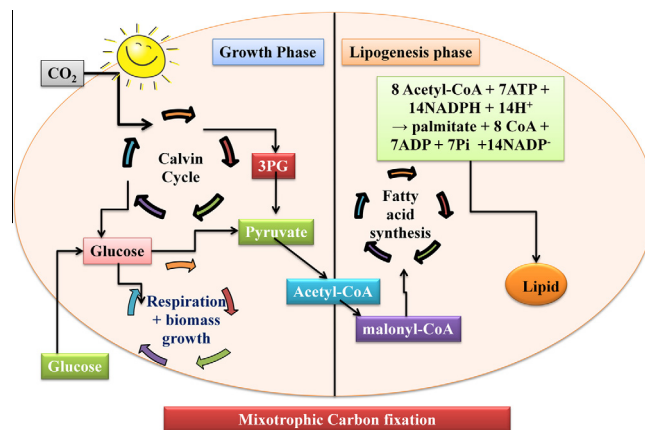 Growth Phase
Lipogenesis phase
CO₂
8 Acetyl-CoA + 7ATP +
14NADPH + 14H⁺
→ palmitate + 8 CoA +
7ADP + 7Pi +14NADP⁻
Calvin
Cycle
3PG
Fatty
acid
synthesis
Glucose
Pyruvate
Acetyl-CoA
Lipid
Respiration
+ biomass
growth
malonyl-CoA
Glucose
Mixotrophic Carbon fixation